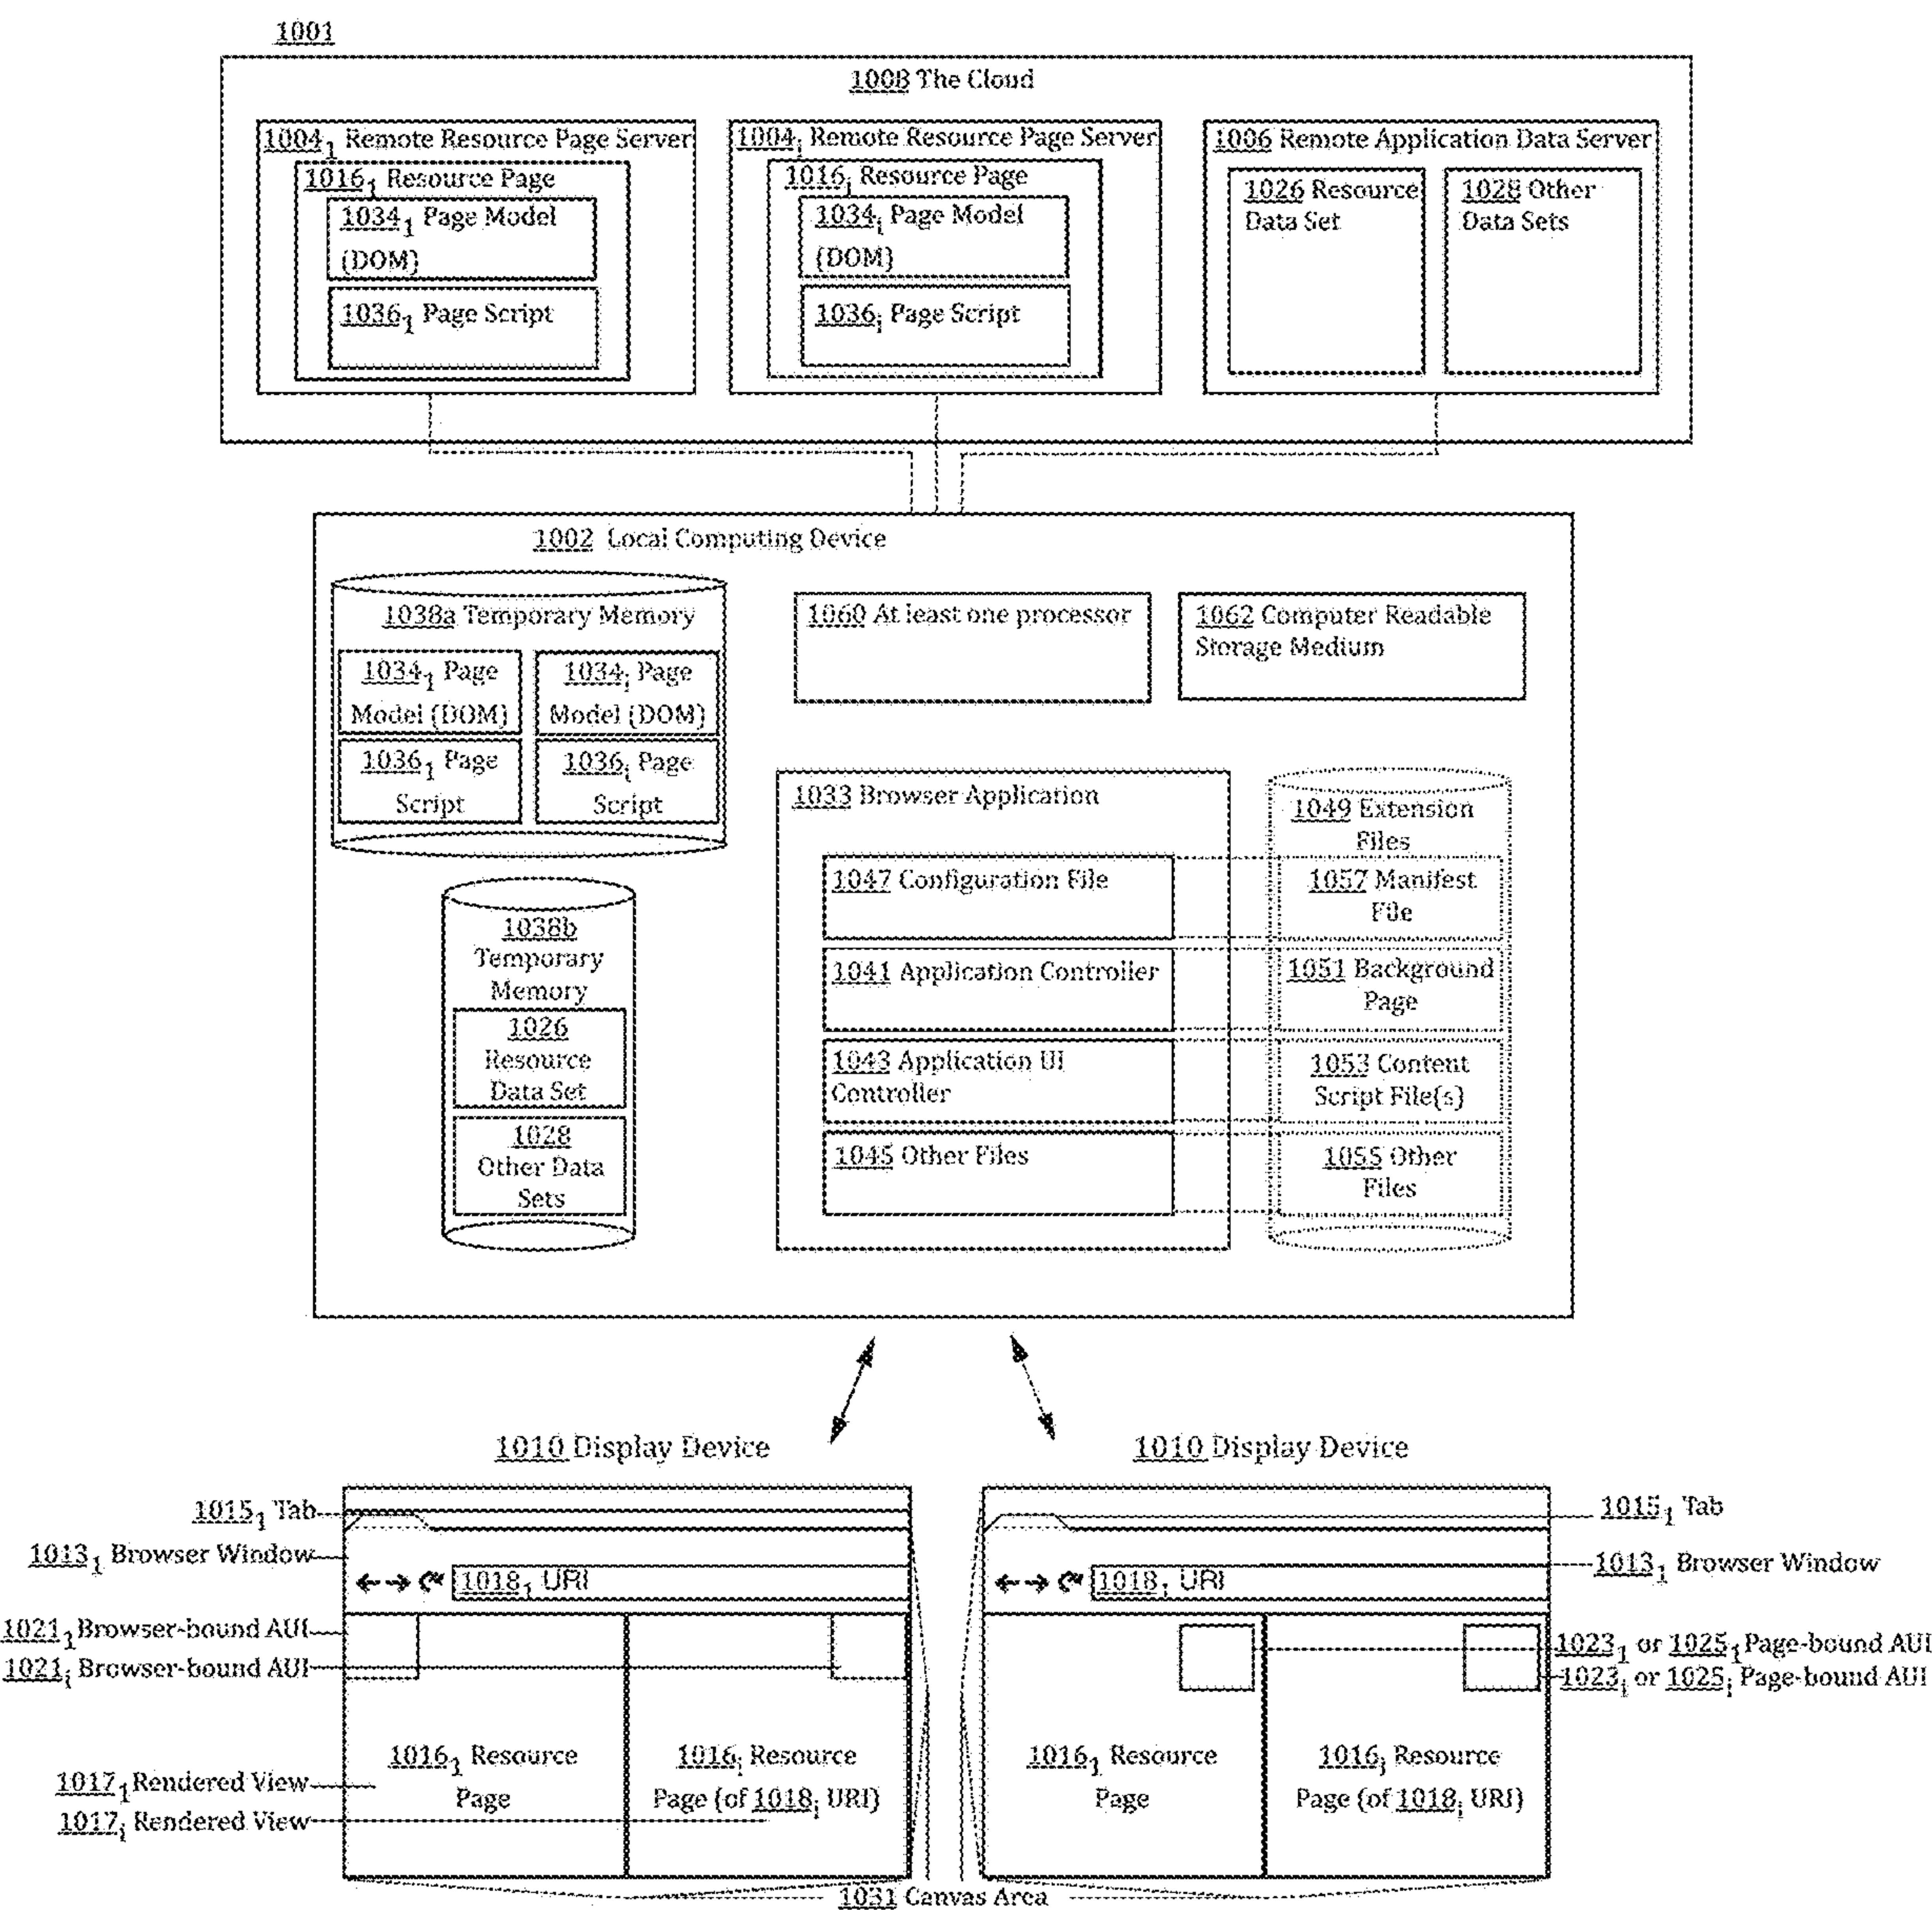 1001
1008 The Cloud
1004₁ Remote Resource Page Server
1016₁ Resource Page
1034₁ Page Model
(DOM)
1036₁ Page Script
1004ᵢ Remote Resource Page Server
1016ᵢ Resource Page
1034ᵢ Page Model
(DOM)
1036ᵢ Page Script
1006 Remote Application Data Server
1026 Resource
Data Set
1028 Other
Data Sets
1002 Local Computing Device
1038a Temporary Memory
1034₁ Page
Model (DOM)
1034ᵢ Page
Model (DOM)
1036₁ Page
Script
1036ᵢ Page
Script
1060 At least one processor
1062 Computer Readable
Storage Medium
1038b
Temporary
Memory
1026
Resource
Data Set
1028
Other Data
Sets
1033 Browser Application
1047 Configuration File
1041 Application Controller
1043 Application UI
Controller
1045 Other Files
1049 Extension
Files
1057 Manifest
File
1051 Background
Page
1053 Content
Script File(s)
1055 Other
Files
1010 Display Device
1015₁ Tab
1013₁ Browser Window
1018₁ URI
1021₁ Browser-bound AUI
1021ᵢ Browser-bound AUI
1016₁ Resource
Page
1016ᵢ Resource
Page (of 1018ᵢ URI)
1017₁ Rendered View
1017ᵢ Rendered View
1010 Display Device
1015₁ Tab
1013₁ Browser Window
1018₁ URI
1023₁ or 1025₁ Page-bound AUI
1023ᵢ or 1025ᵢ Page-bound AUI
1016₁ Resource
Page
1016ᵢ Resource
Page (of 1018ᵢ URI)
1031 Canvas Area